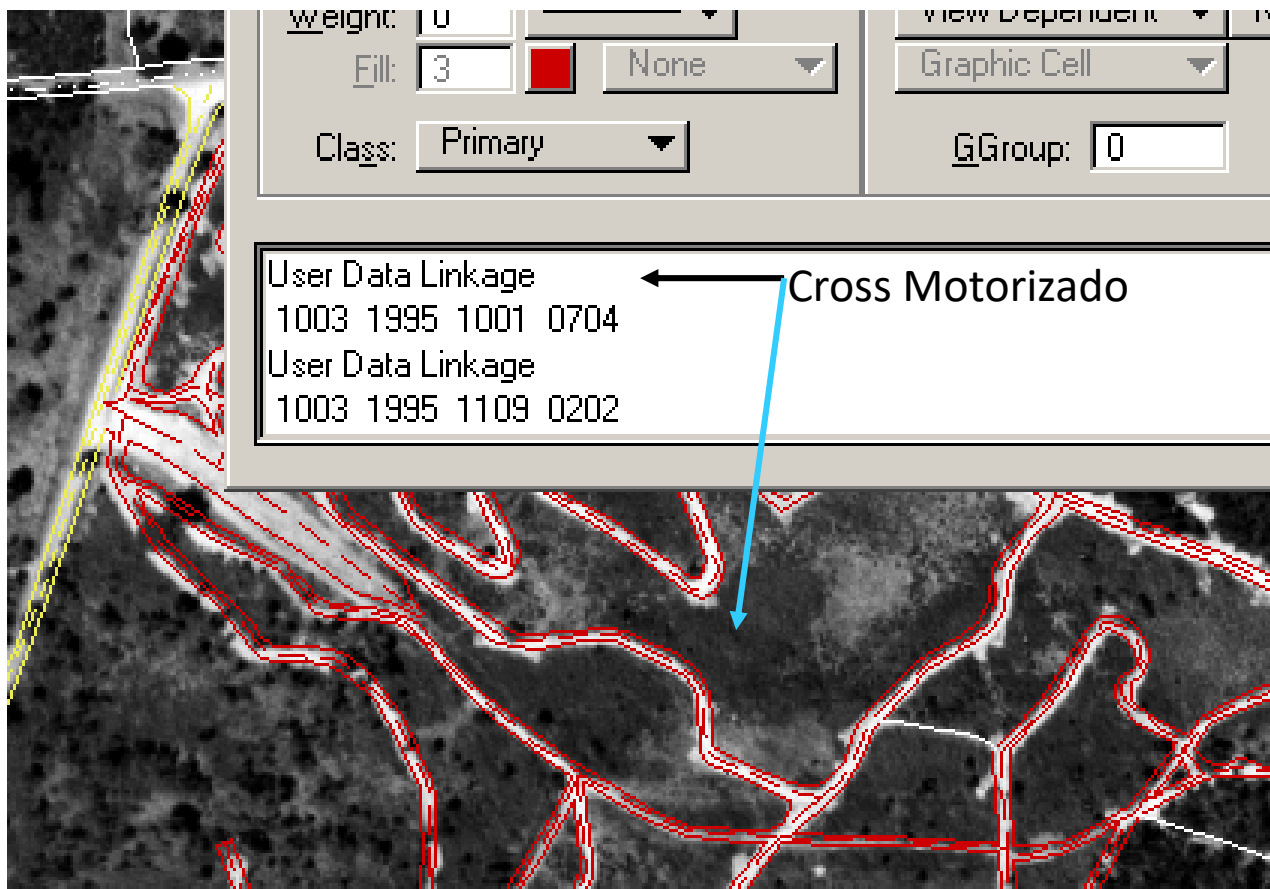 Weight: 0
View Dependent
Fill: 3 None
Graphic Cell
Class: Primary
GGroup: 0
User Data Linkage
1003 1995 1001 0704
User Data Linkage
1003 1995 1109 0202
Cross Motorizado